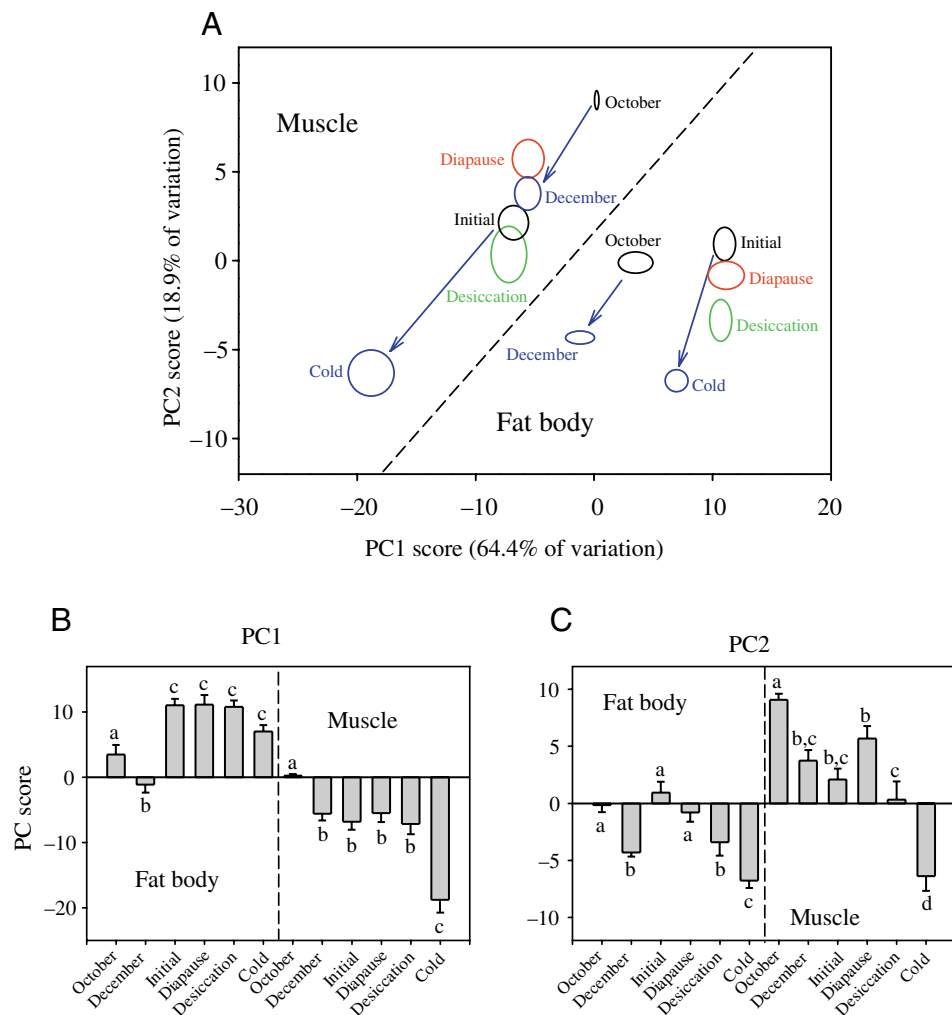 A
Muscle
October
Diapause
December
Initial
October
Initial
Diapause
Desiccation
Desiccation
December
Cold
Cold
Fat body
10
5
0
−5
−10
PC2 score (18.9% of variation)
−30
−20
−10
0
10
20
PC1 score (64.4% of variation)
B
PC1
10
0
−10
−20
PC score
a
b
c
c
c
c
a
b
b
b
b
c
Muscle
Fat body
October
December
Initial
Diapause
Desiccation
Cold
October
December
Initial
Diapause
Desiccation
Cold
C
PC2
10
5
0
−5
−10
Fat body
a
b
a
a
b
c
a
b,c
b,c
b
c
d
Muscle
October
December
Initial
Diapause
Desiccation
Cold
October
December
Initial
Diapause
Desiccation
Cold